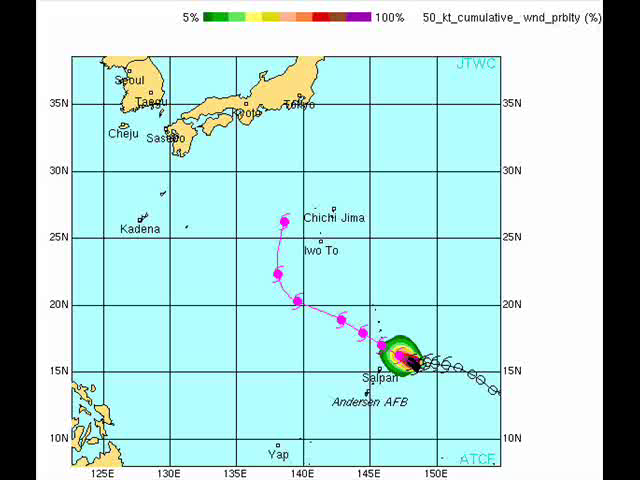 5% 100% 50_kt_cumulative_ wnd_prblty (%)
JTWC
Seoul
Taegu
35N Tokyo 35N
Kyoto
Cheju Sasebo
30N 30N
Chichi Jima
Kadena
25N 25N
Iwo To
20N 20N
15N 15N
Saipan
Andersen AFB
10N 10N
Yap ATCF
125E 130E 135E 140E 145E 150E